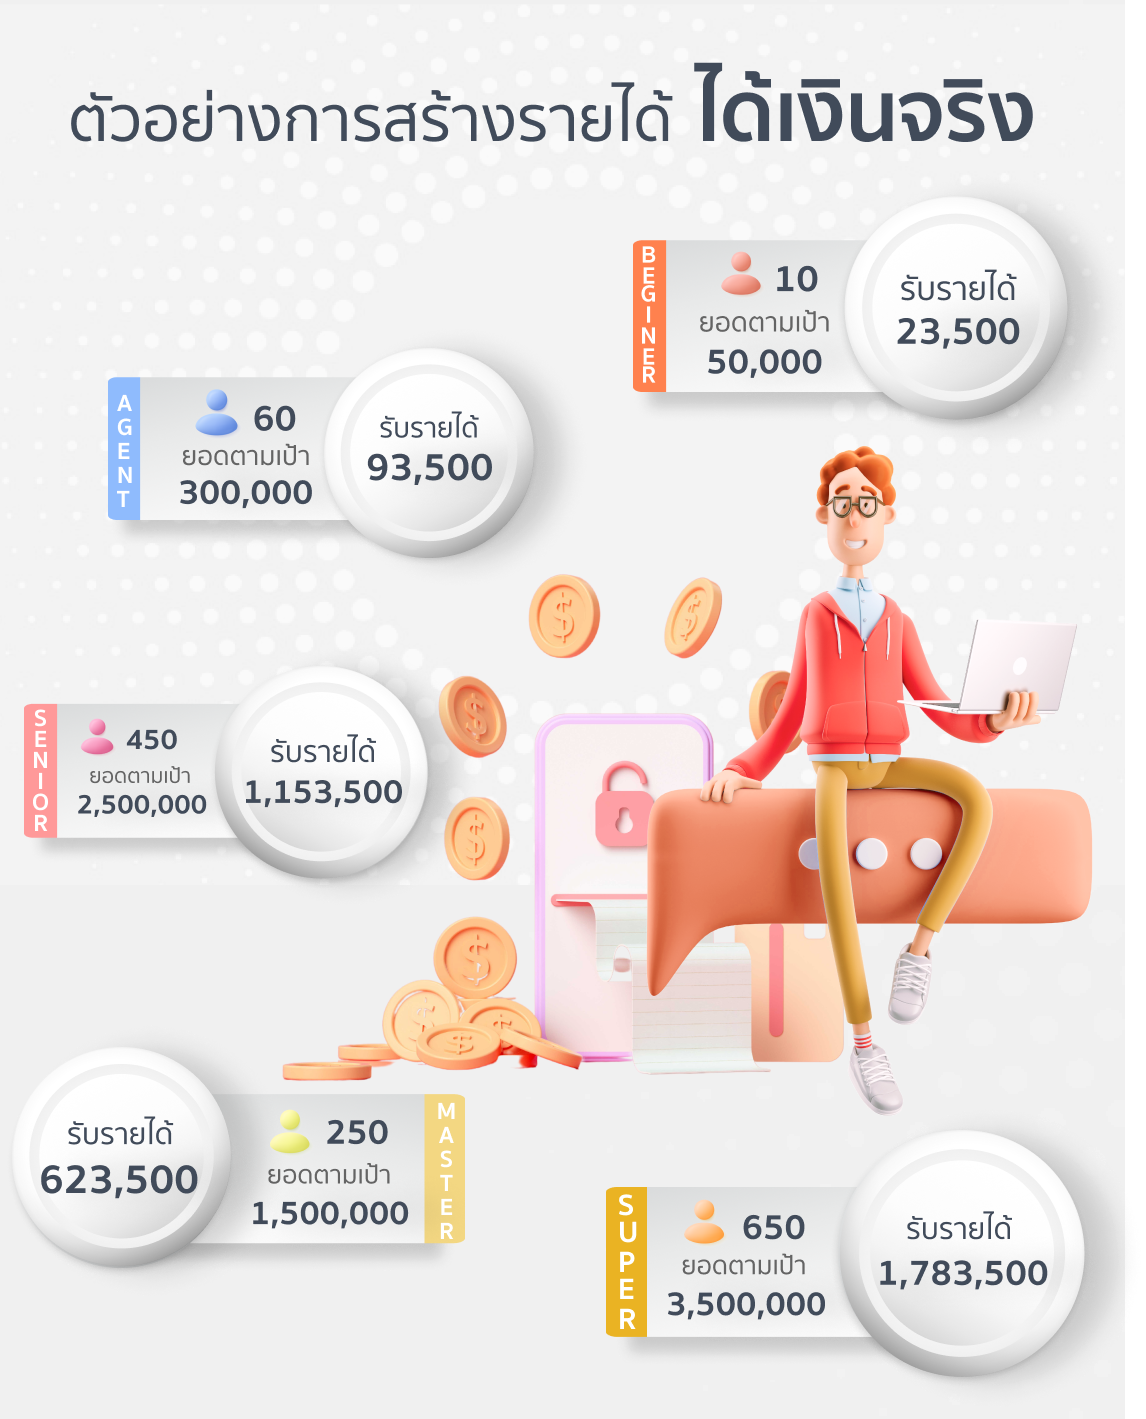 ตัวอย่างการสร้างรายได้ ได้เงินจริง
BEGINER
10
ยอดตามเป้า
50,000
รับรายได้
23,500
AGENT
60
ยอดตามเป้า
300,000
รับรายได้
93,500
SENIOR
450
ยอดตามเป้า
2,500,000
รับรายได้
1,153,500
รับรายได้
623,500
250
ยอดตามเป้า
1,500,000
MASTER
SUPER
650
ยอดตามเป้า
3,500,000
รับรายได้
1,783,500